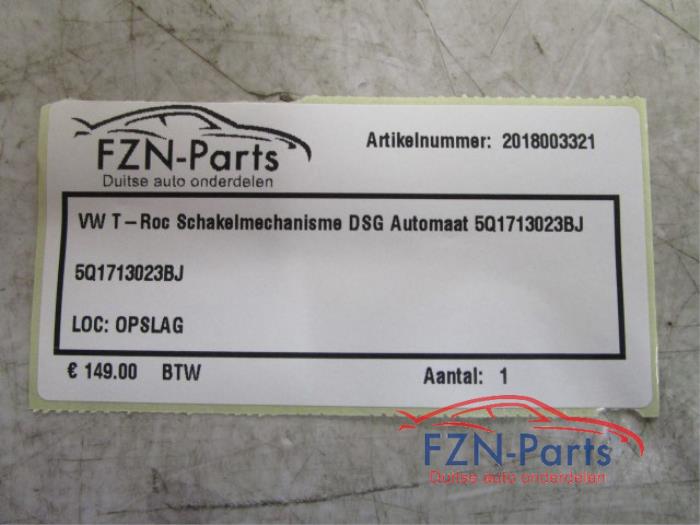 FZN-Parts
Duitse auto onderdelen
Artikelnummer: 2018003321
VW T-Roc Schakelmechanisme DSG Automaat 5Q1713023BJ
5Q1713023BJ
LOC: OPSLAG
€ 149.00 BTW
Aantal: 1
FZN-Parts
Duitse auto onderdelen